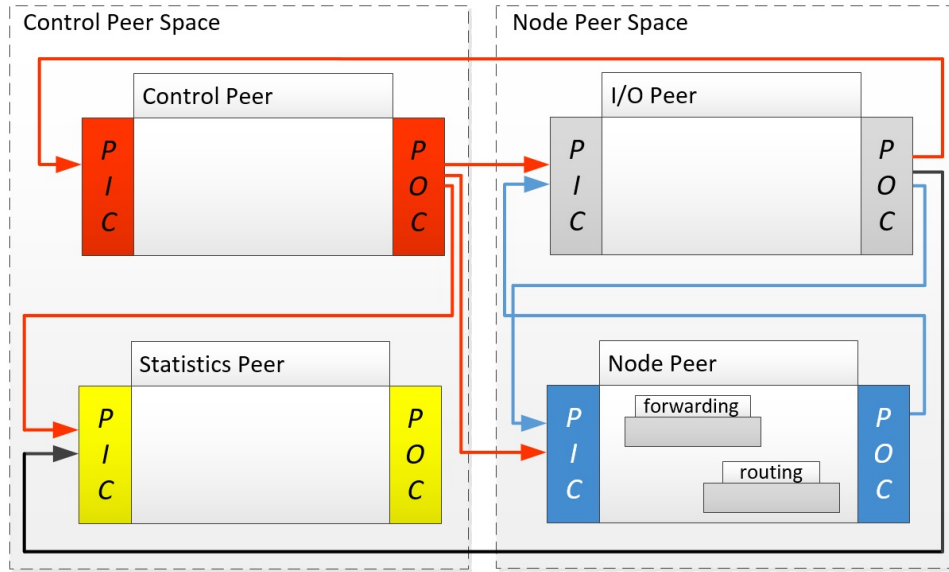 Control Peer Space
Node Peer Space
Control Peer
P
I
C
P
O
C
I/O Peer
P
I
C
P
O
C
Statistics Peer
P
I
C
P
O
C
Node Peer
P
I
C
forwarding
routing
P
O
C